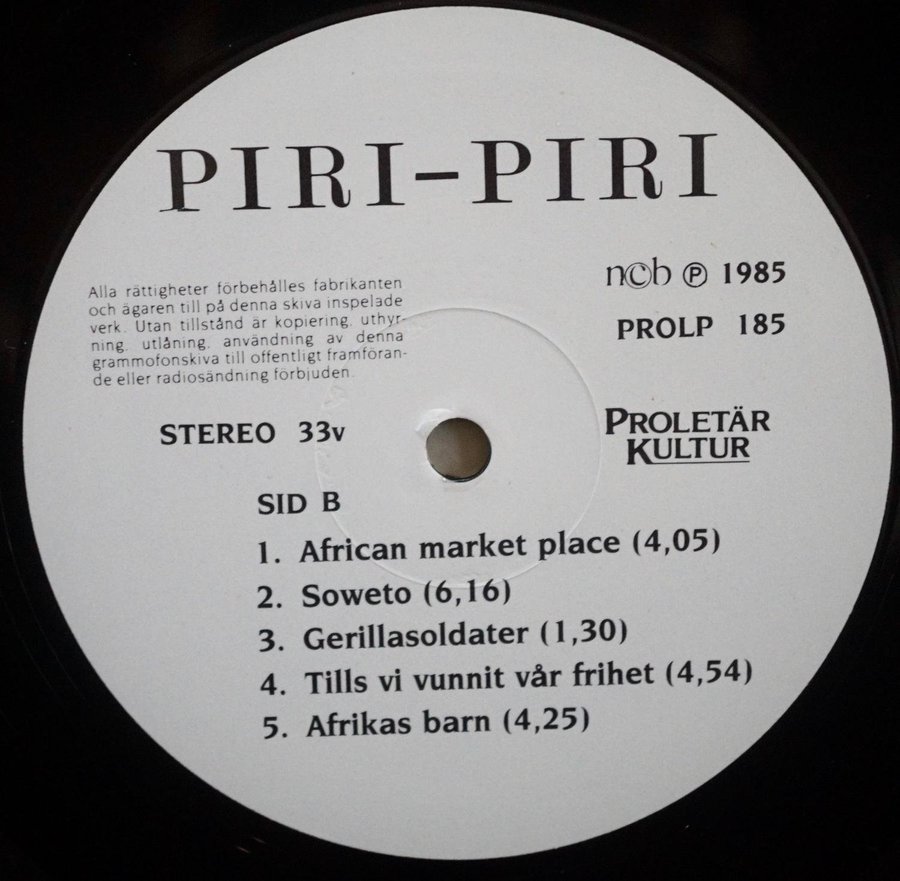 PIRI-PIRI
Alla rättigheter förbehålles fabrikanten
och ägaren till på denna skiva inspelade
verk. Utan tillstånd är kopiering, uthyr-
ning, utlåning, användning av denna
grammofonskiva till offentligt framföran-
de eller radiosändning förbjuden.
ncb ℗ 1985
PROLP 185
STEREO 33v
PROLETÄR
KULTUR
SID B
1. African market place (4,05)
2. Soweto (6,16)
3. Gerillasoldater (1,30)
4. Tills vi vunnit vår frihet (4,54)
5. Afrikas barn (4,25)